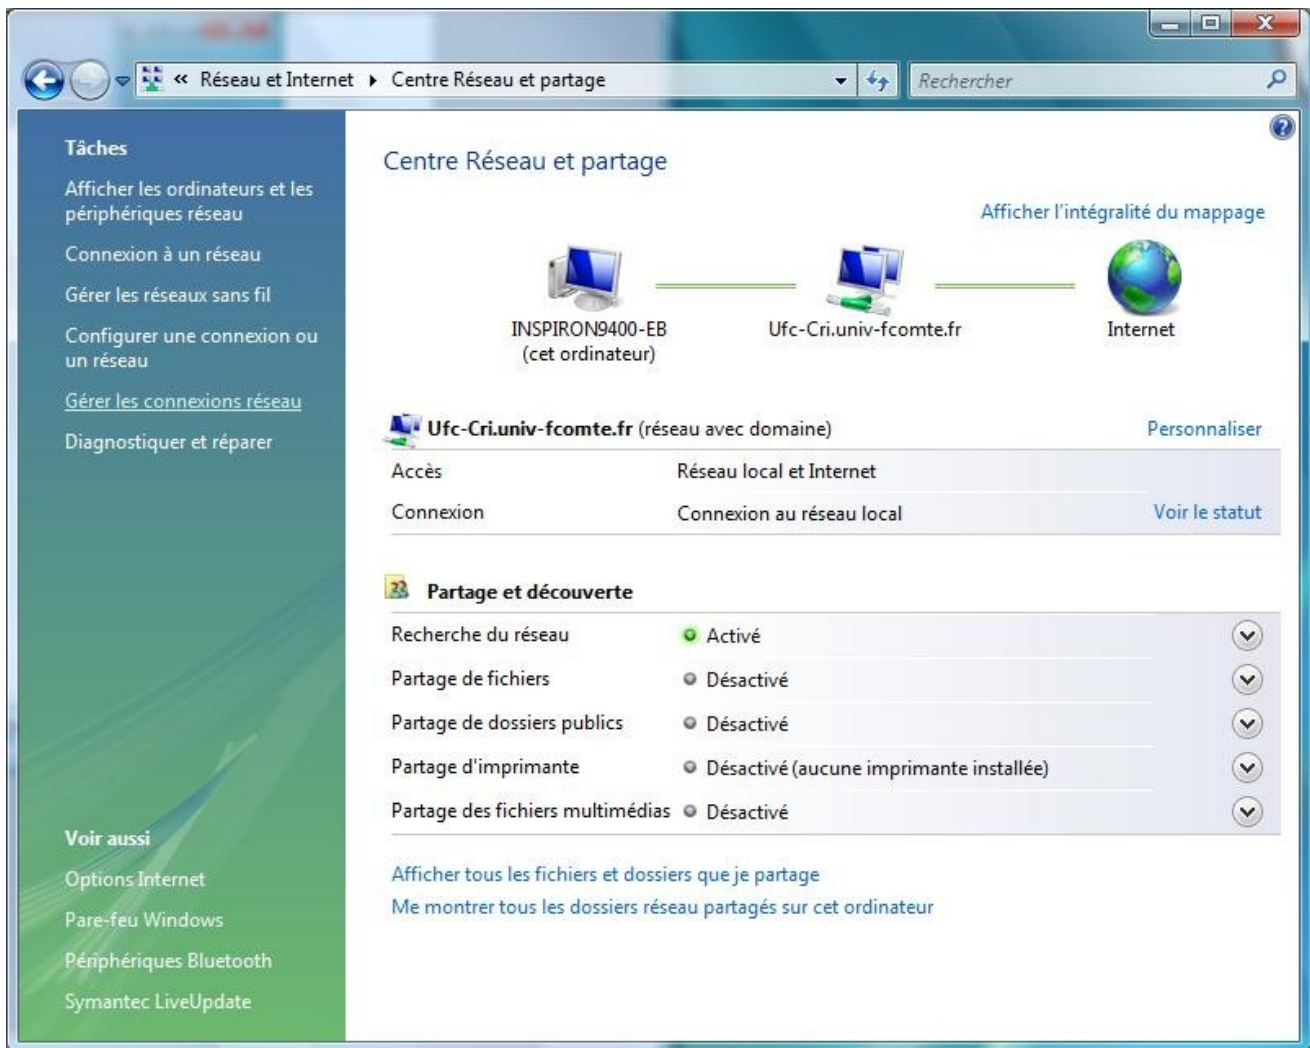 « Réseau et Internet ▸ Centre Réseau et partage
Rechercher
Tâches
Afficher les ordinateurs et les
périphériques réseau
Connexion à un réseau
Gérer les réseaux sans fil
Configurer une connexion ou
un réseau
Gérer les connexions réseau
Diagnostiquer et réparer
Voir aussi
Options Internet
Pare-feu Windows
Périphériques Bluetooth
Symantec LiveUpdate
Centre Réseau et partage
Afficher l'intégralité du mappage
INSPIRON9400-EB
(cet ordinateur)
Ufc-Cri.univ-fcomte.fr
Internet
Ufc-Cri.univ-fcomte.fr (réseau avec domaine) Personnaliser
Accès Réseau local et Internet
Connexion Connexion au réseau local Voir le statut
Partage et découverte
Recherche du réseau Activé
Partage de fichiers Désactivé
Partage de dossiers publics Désactivé
Partage d'imprimante Désactivé (aucune imprimante installée)
Partage des fichiers multimédias Désactivé
Afficher tous les fichiers et dossiers que je partage
Me montrer tous les dossiers réseau partagés sur cet ordinateur